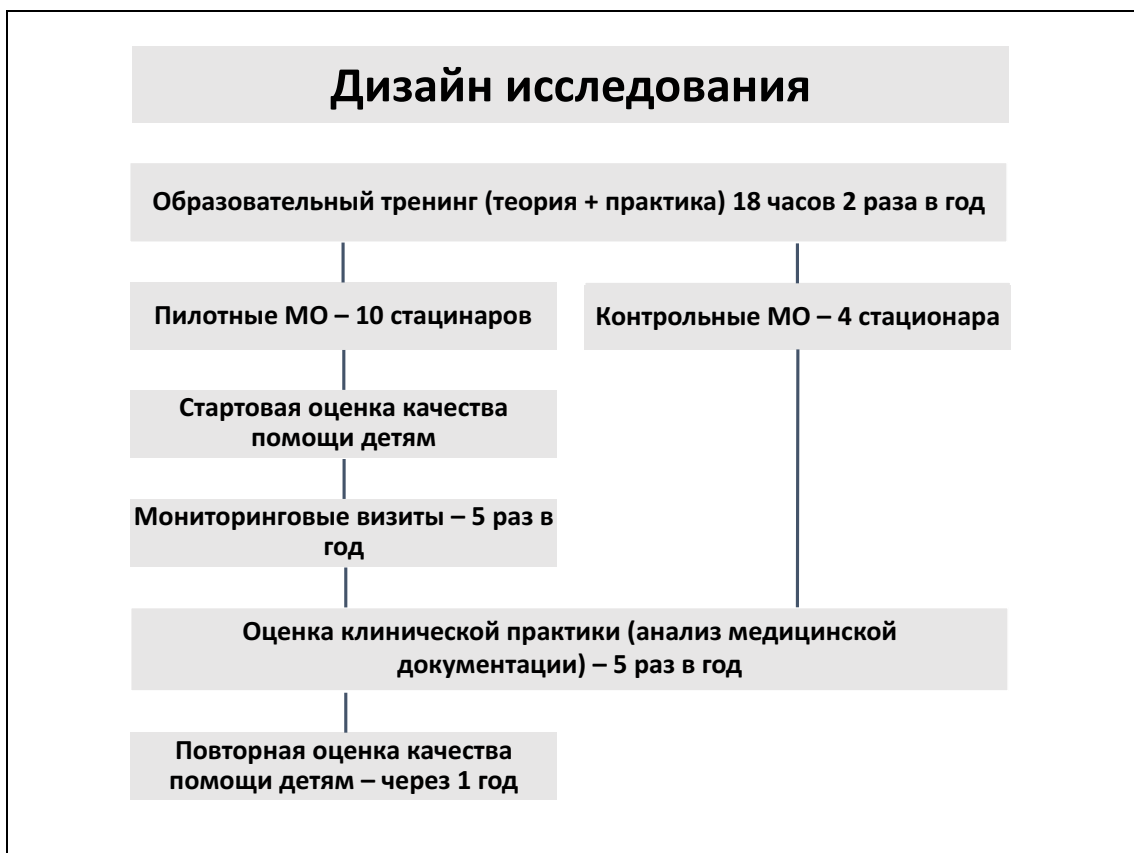 Дизайн исследования
Образовательный тренинг (теория + практика) 18 часов 2 раза в год
Пилотные МО – 10 стацинаров
Контрольные МО – 4 стационара
Стартовая оценка качества
помощи детям
Мониторинговые визиты – 5 раз в
год
Оценка клинической практики (анализ медицинской
документации) – 5 раз в год
Повторная оценка качества
помощи детям – через 1 год